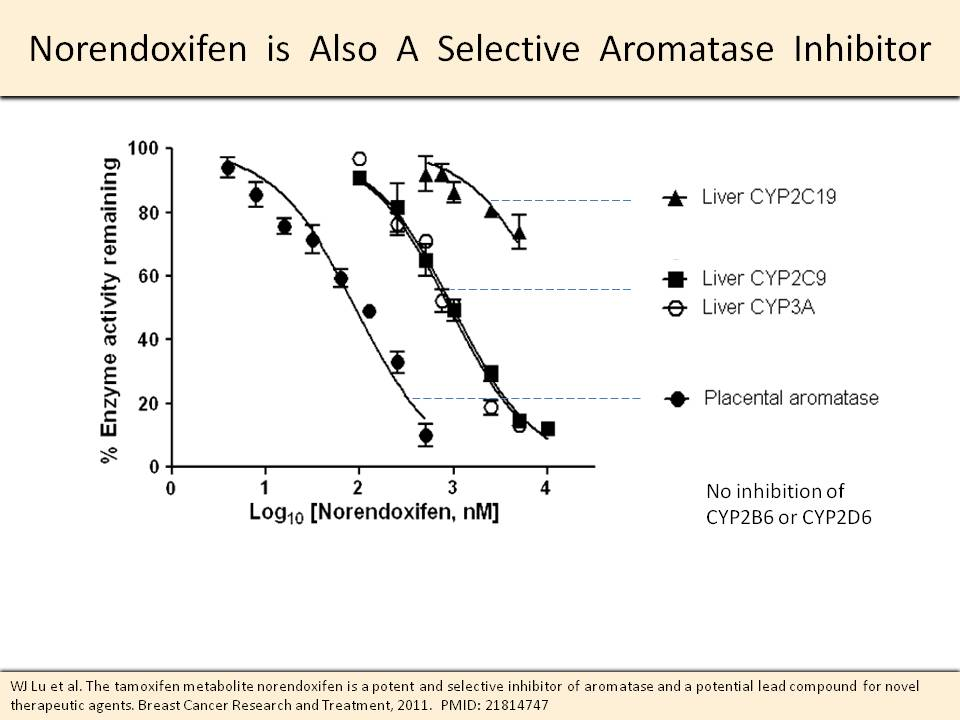 Norendoxifen is Also A Selective Aromatase Inhibitor
% Enzyme activity remaining
100
80
60
40
20
0
0 1 2 3 4
Log10 [Norendoxifen, nM]
Liver CYP2C19
Liver CYP2C9
Liver CYP3A
Placental aromatase
No inhibition of
CYP2B6 or CYP2D6
WJ Lu et al. The tamoxifen metabolite norendoxifen is a potent and selective inhibitor of aromatase and a potential lead compound for novel
therapeutic agents. Breast Cancer Research and Treatment, 2011. PMID: 21814747